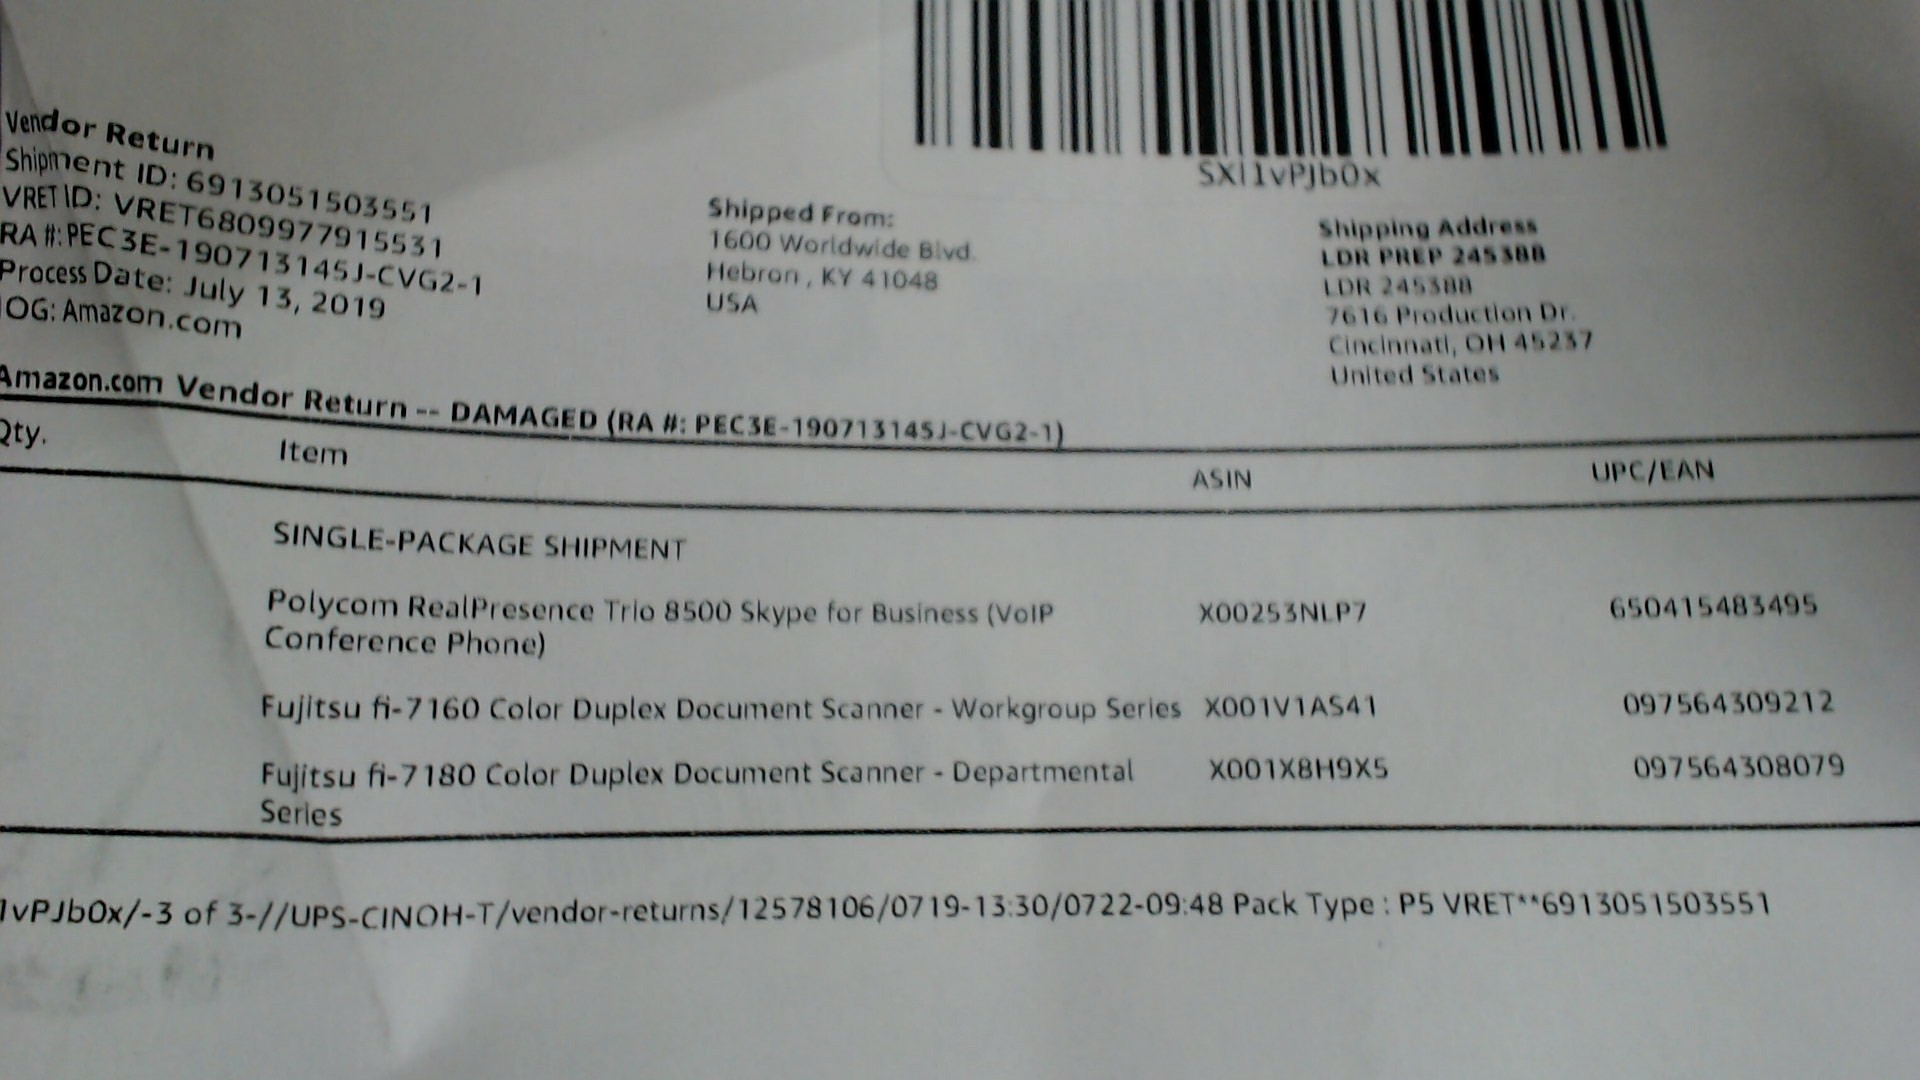 SXi1vPJb0x
Vendor Return
Shipment ID: 6913051503551
VRET ID: VRET6809977915531
RA #: PEC3E-190713145J-CVG2-1
Process Date: July 13, 2019
IOG: Amazon.com
Shipped From:
1600 Worldwide Blvd.
Hebron , KY 41048
USA
Shipping Address
LDR PREP 245388
LDR 245388
7616 Production Dr.
Cincinnati, OH 45237
United States
Amazon.com Vendor Return -- DAMAGED (RA #: PEC3E-190713145J-CVG2-1)
Qty. Item ASIN UPC/EAN
SINGLE-PACKAGE SHIPMENT
Polycom RealPresence Trio 8500 Skype for Business (VoIP X00253NLP7 650415483495
Conference Phone)
Fujitsu fi-7160 Color Duplex Document Scanner - Workgroup Series X001V1AS41 097564309212
Fujitsu fi-7180 Color Duplex Document Scanner - Departmental X001X8H9X5 097564308079
Series
1vPJb0x/-3 of 3-//UPS-CINOH-T/vendor-returns/12578106/0719-13:30/0722-09:48 Pack Type : P5 VRET**6913051503551